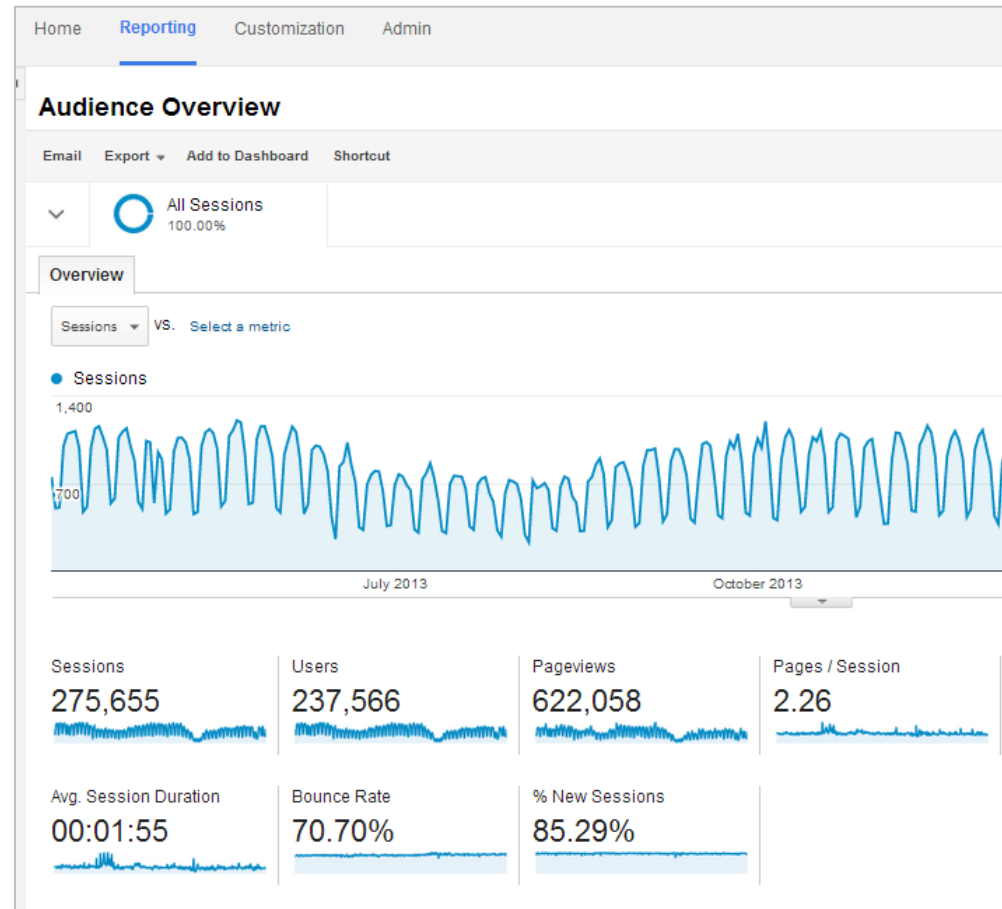 Home Reporting Customization Admin
Audience Overview
Email Export Add to Dashboard Shortcut
All Sessions
100.00%
Overview
Sessions VS. Select a metric
Sessions
1,400
700
July 2013 October 2013
Sessions Users Pageviews Pages / Session
275,655 237,566 622,058 2.26
Avg. Session Duration Bounce Rate % New Sessions
00:01:55 70.70% 85.29%